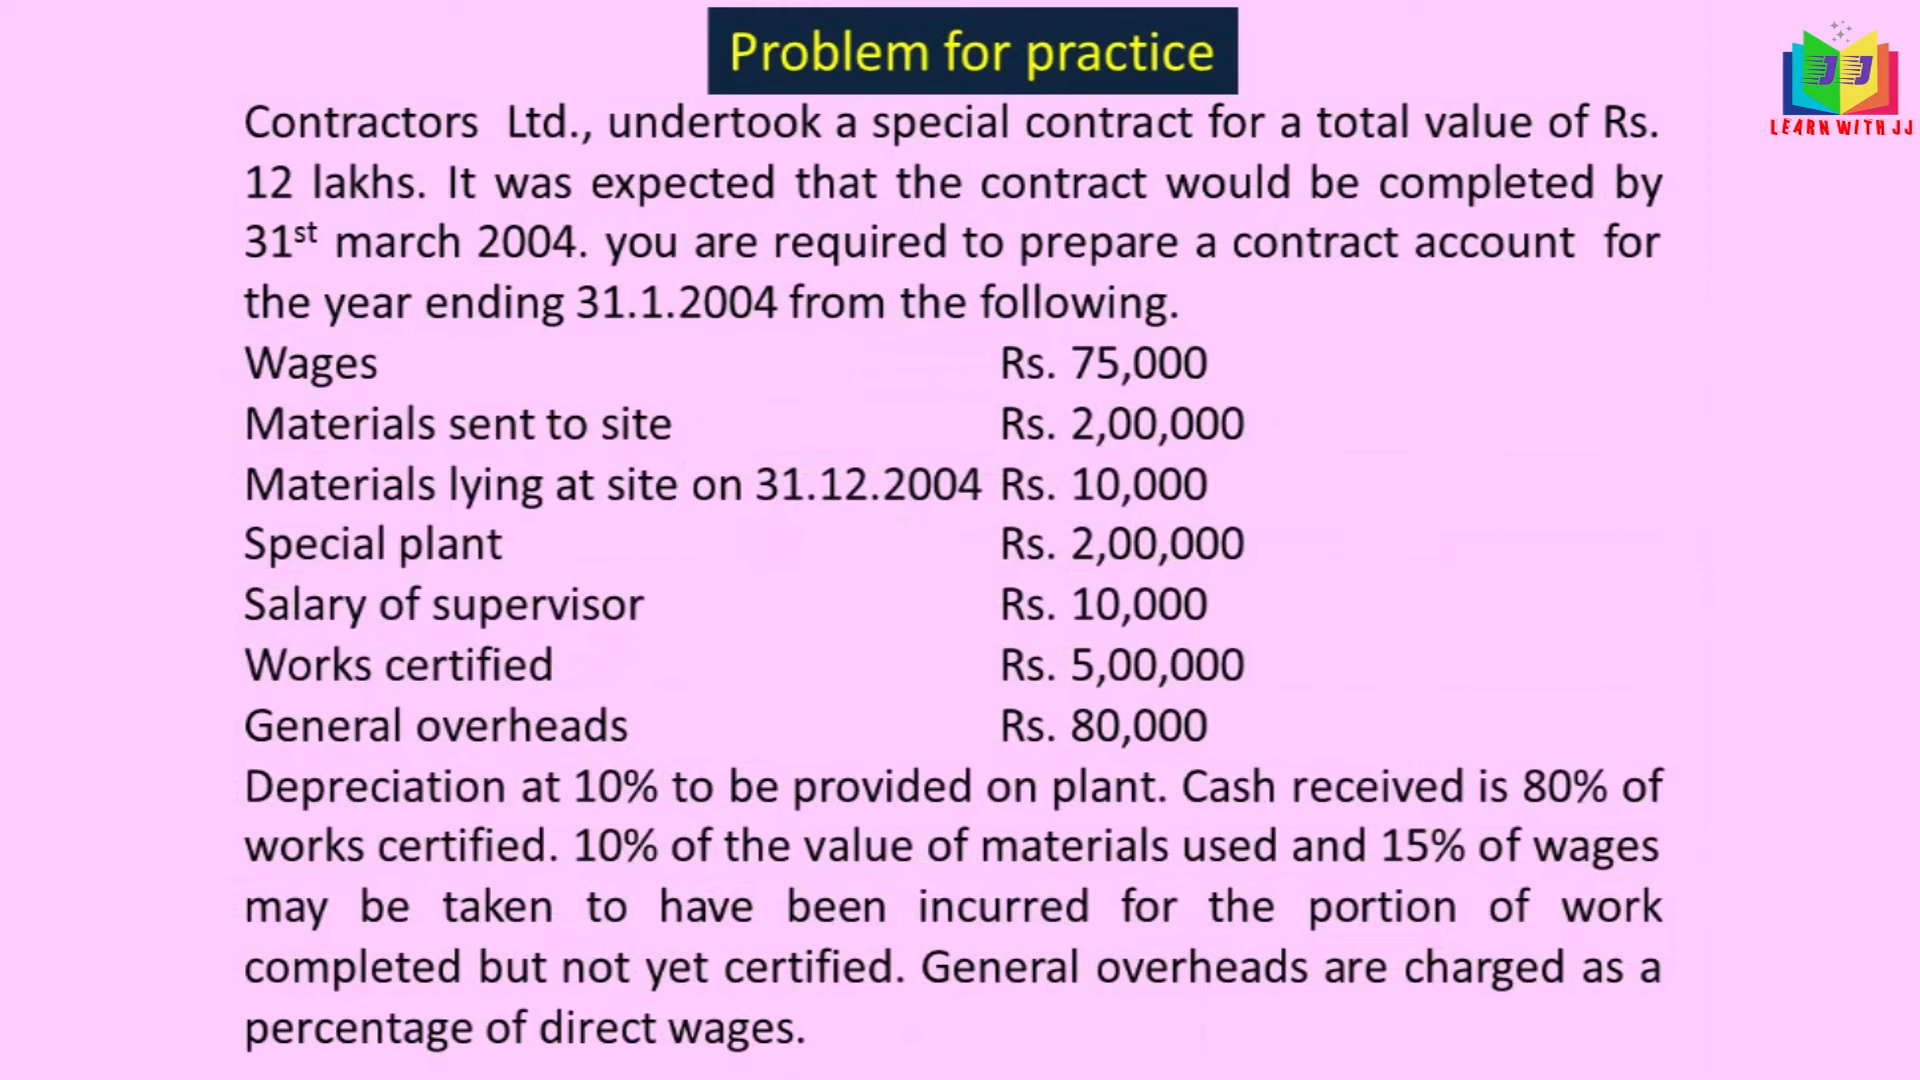 Problem for practice
LEARN WITH JJ
Contractors Ltd., undertook a special contract for a total value of Rs.
12 lakhs. It was expected that the contract would be completed by
31st march 2004. you are required to prepare a contract account for
the year ending 31.1.2004 from the following.
Wages Rs. 75,000
Materials sent to site Rs. 2,00,000
Materials lying at site on 31.12.2004 Rs. 10,000
Special plant Rs. 2,00,000
Salary of supervisor Rs. 10,000
Works certified Rs. 5,00,000
General overheads Rs. 80,000
Depreciation at 10% to be provided on plant. Cash received is 80% of
works certified. 10% of the value of materials used and 15% of wages
may be taken to have been incurred for the portion of work
completed but not yet certified. General overheads are charged as a
percentage of direct wages.